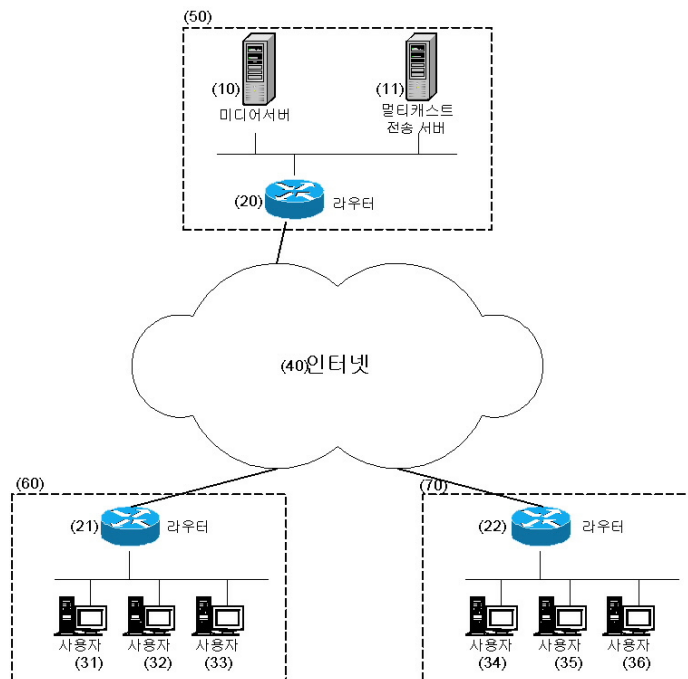 (50)
(10)
미디어서버
(11)
멀티캐스트
전송 서버
(20)
라우터
(40)인터넷
(60)
(21)
라우터
사용자
(31)
사용자
(32)
사용자
(33)
(70)
(22)
라우터
사용자
(34)
사용자
(35)
사용자
(36)